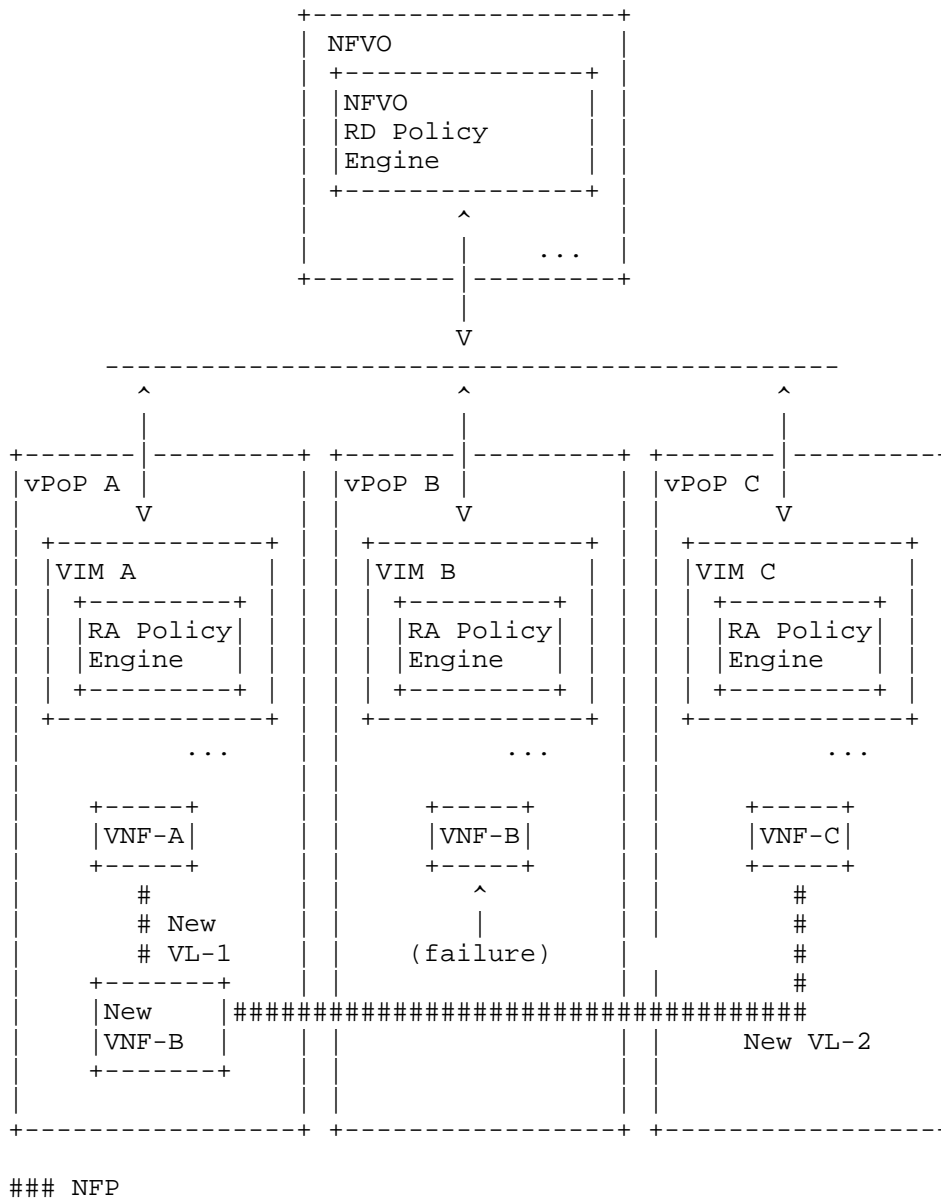 NFVO
NFVO
RD Policy
Engine
...
vPoP A vPoP B vPoP C
VIM A VIM B VIM C
RA Policy RA Policy RA Policy
Engine Engine Engine
... ... ...
VNF-A VNF-B VNF-C
New
VL-1 (failure)
New
VNF-B New VL-2
### NFP